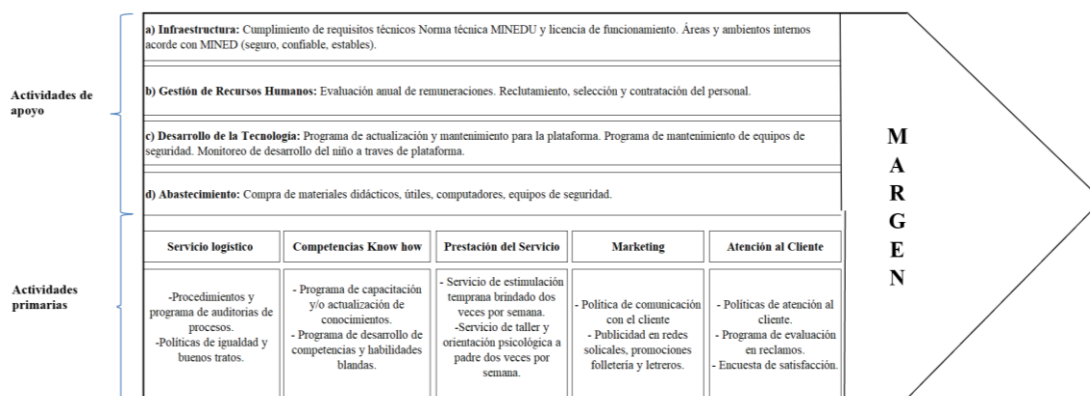 a) Infraestructura: Cumplimiento de requisitos técnicos Norma técnica MINEDU y licencia de funcionamiento. Áreas y ambientes internos
acorde con MINED (seguro, confiable, estables).
Actividades de
apoyo
b) Gestión de Recursos Humanos: Evaluación anual de remuneraciones. Reclutamiento, selección y contratación del personal.
c) Desarrollo de la Tecnología: Programa de actualización y mantenimiento para la plataforma. Programa de mantenimiento de equipos de
seguridad. Monitoreo de desarrollo del niño a traves de plataforma.
d) Abastecimiento: Compra de materiales didácticos, útiles, computadores, equipos de seguridad.
Actividades
primarias
Servicio logístico
-Procedimientos y
programa de auditorias de
procesos.
-Políticas de igualdad y
buenos tratos.
Competencias Know how
- Programa de capacitación
y/o actualización de
conocimientos.
- Programa de desarrollo de
competencias y habilidades
blandas.
Prestación del Servicio
- Servicio de estimulación
temprana brindado dos
veces por semana.
-Servicio de taller y
orientación psicológica a
padre dos veces por
semana.
Marketing
- Política de comunicación
con el cliente
- Publicidad en redes
solicales, promociones
folletería y letreros.
Atención al Cliente
- Políticas de atención al
cliente.
- Programa de evaluación
en reclamos.
- Encuesta de satisfacción.
M
A
R
G
E
N